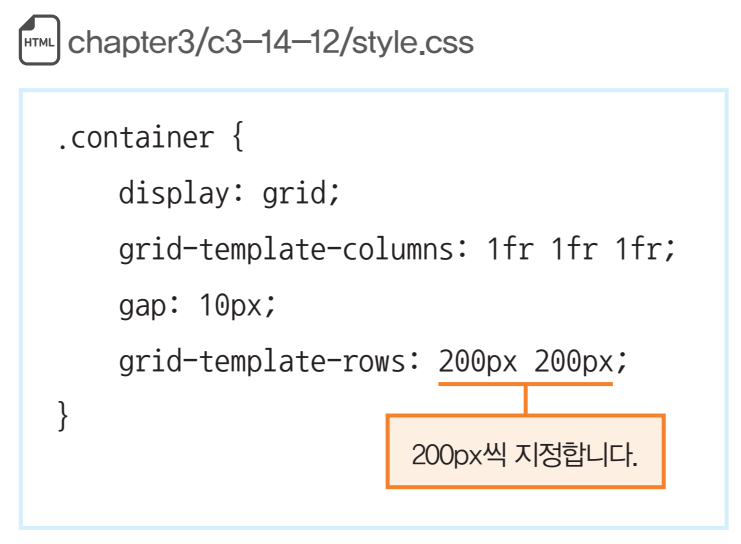 HTML chapter3/c3-14-12/style.css
.container {
    display: grid;
    grid-template-columns: 1fr 1fr 1fr;
    gap: 10px;
    grid-template-rows: 200px 200px;
}
200px씩 지정합니다.